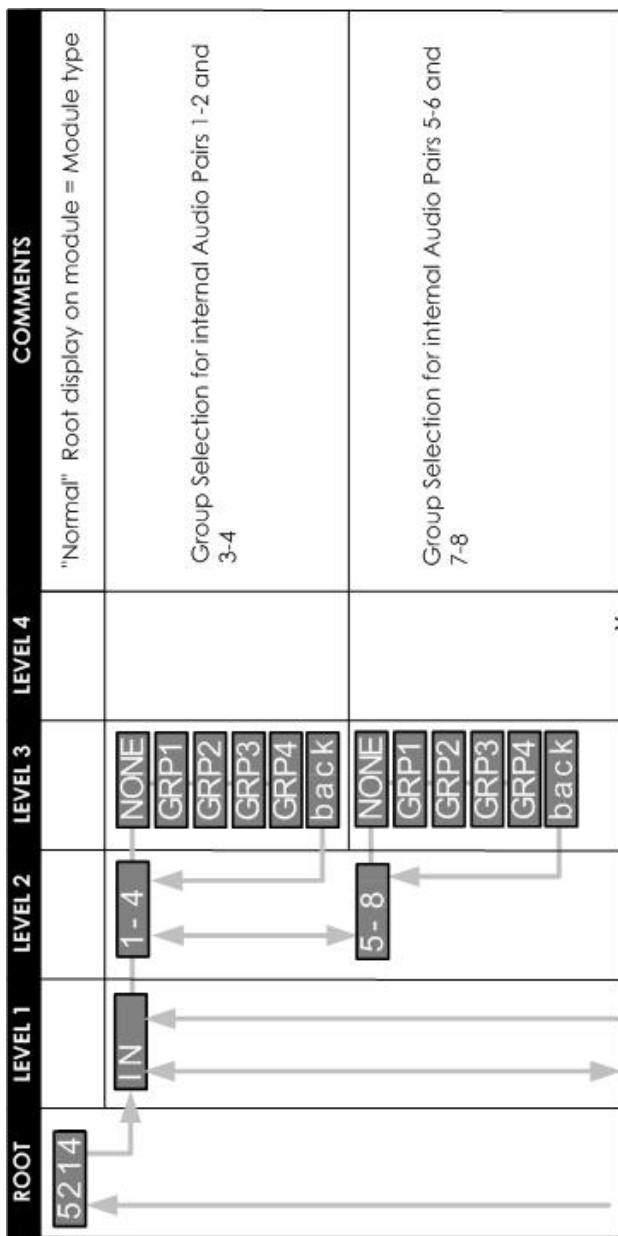 ROOT LEVEL 1 LEVEL 2 LEVEL 3 LEVEL 4 COMMENTS
5214 "Normal" Root display on module = Module type
IN 1-4 NONE
GRP1
GRP2
GRP3
GRP4
back
Group Selection for internal Audio Pairs 1-2 and
3-4
5-8 NONE
GRP1
GRP2
GRP3
GRP4
back
Group Selection for internal Audio Pairs 5-6 and
7-8